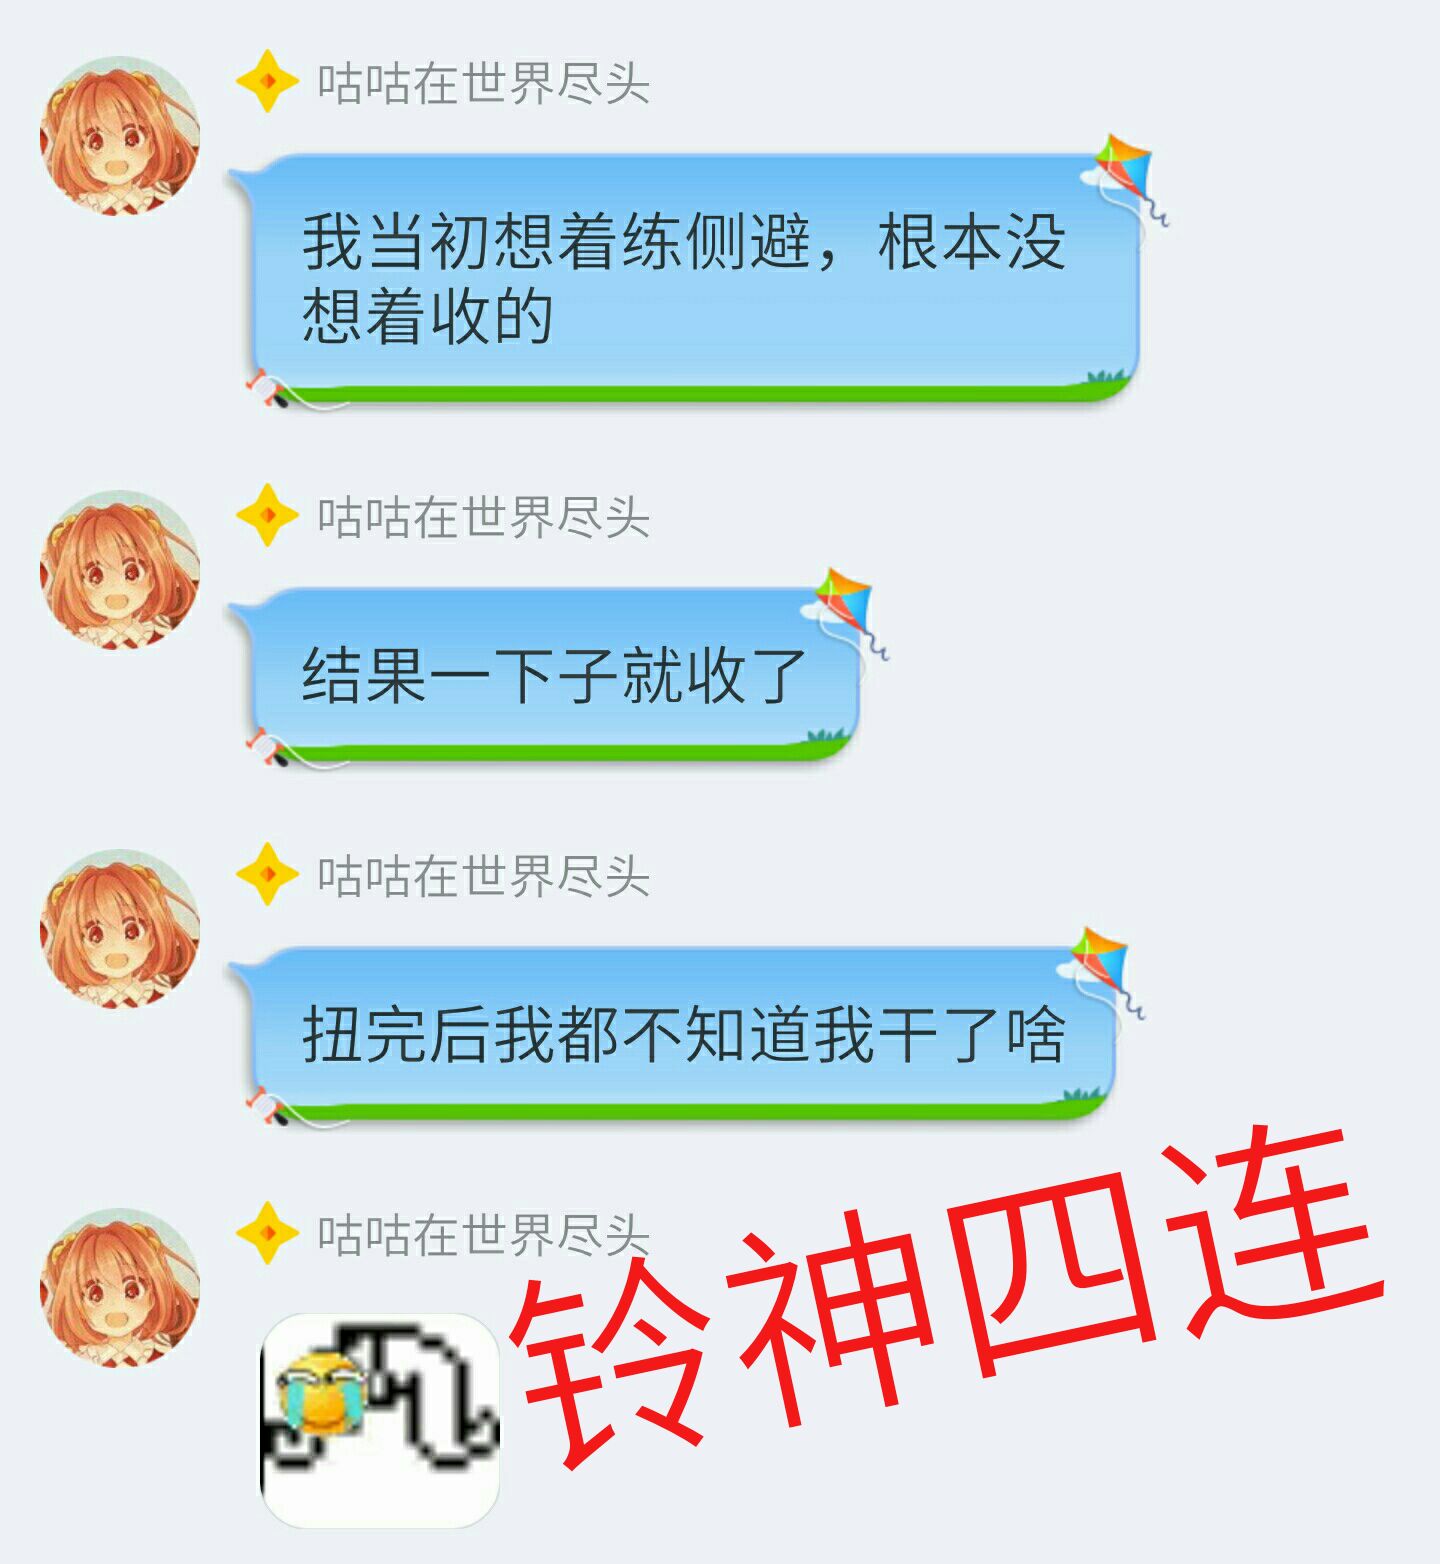 咕咕在世界尽头
我当初想着练侧避，根本没
想着收的
咕咕在世界尽头
结果一下子就收了
咕咕在世界尽头
扭完后我都不知道我干了啥
咕咕在世界尽头
铃神四连